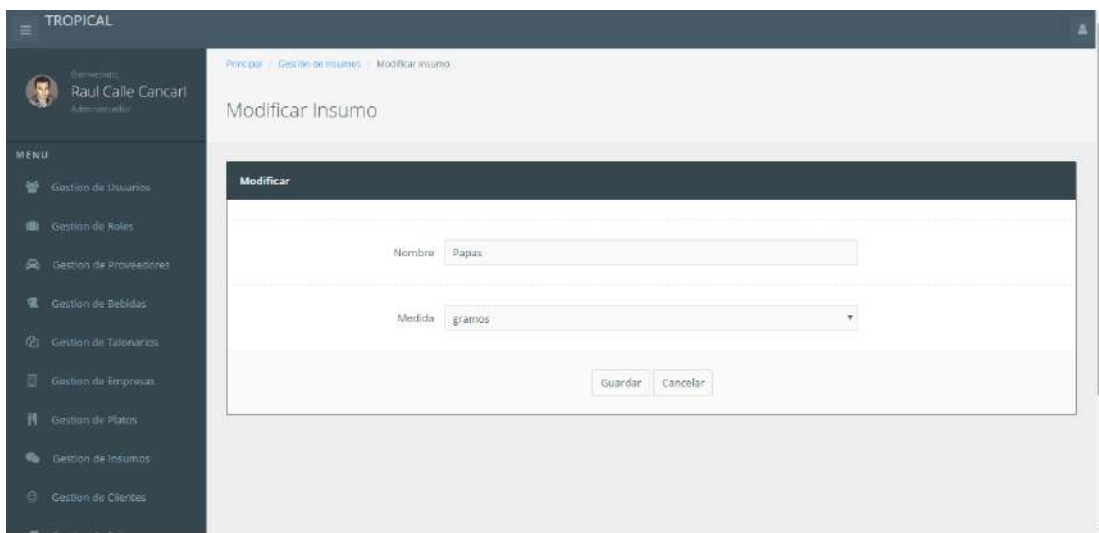 TROPICAL
Bienvenido,
Raul Calle Cancari
Administrador
MENU
Gestion de Usuarios
Gestion de Roles
Gestion de Proveedores
Gestion de Bebidas
Gestion de Talonarios
Gestion de Empresas
Gestion de Platos
Gestion de Insumos
Gestion de Clientes
Principal / Gestión de Insumos / Modificar insumo
Modificar Insumo
Modificar
Nombre Papas
Medida gramos
Guardar Cancelar